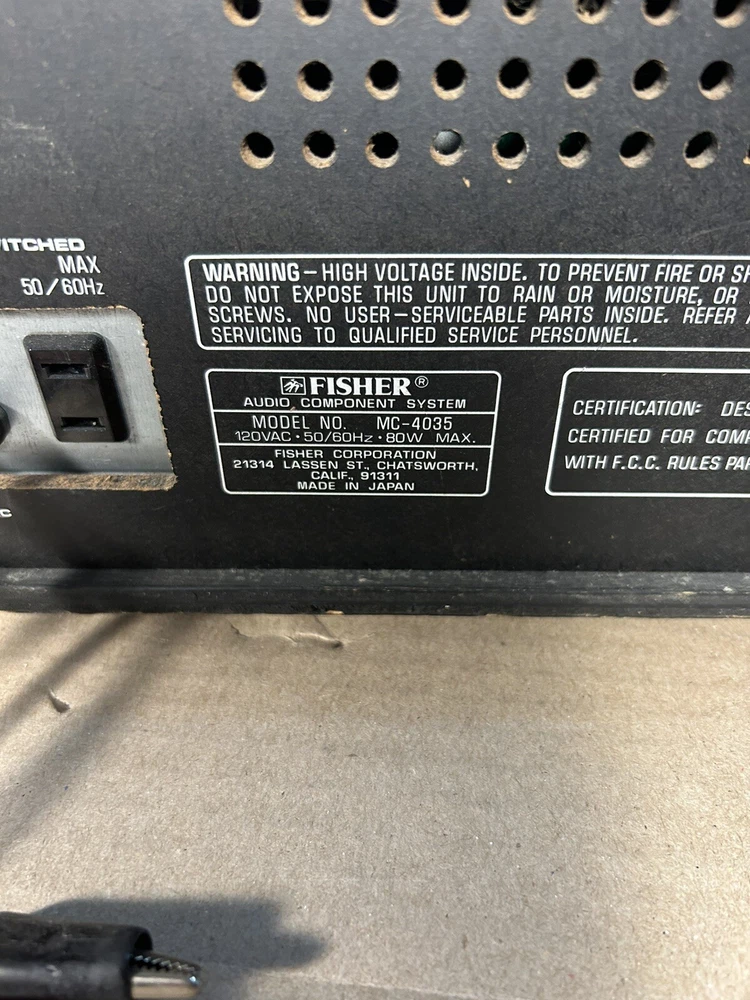 MAX
50/60Hz
WARNING – HIGH VOLTAGE INSIDE. TO PREVENT FIRE OR
DO NOT EXPOSE THIS UNIT TO RAIN OR MOISTURE, OR
SCREWS. NO USER – SERVICEABLE PARTS INSIDE. REFER
SERVICING TO QUALIFIED SERVICE PERSONNEL.
FISHER®
AUDIO COMPONENT SYSTEM
MODEL NO. MC-4035
120VAC · 50/60Hz · 80W MAX.
FISHER CORPORATION
21314 LASSEN ST., CHATSWORTH,
CALIF., 91311
MADE IN JAPAN
CERTIFICATION:
CERTIFIED FOR
WITH F.C.C. RULES